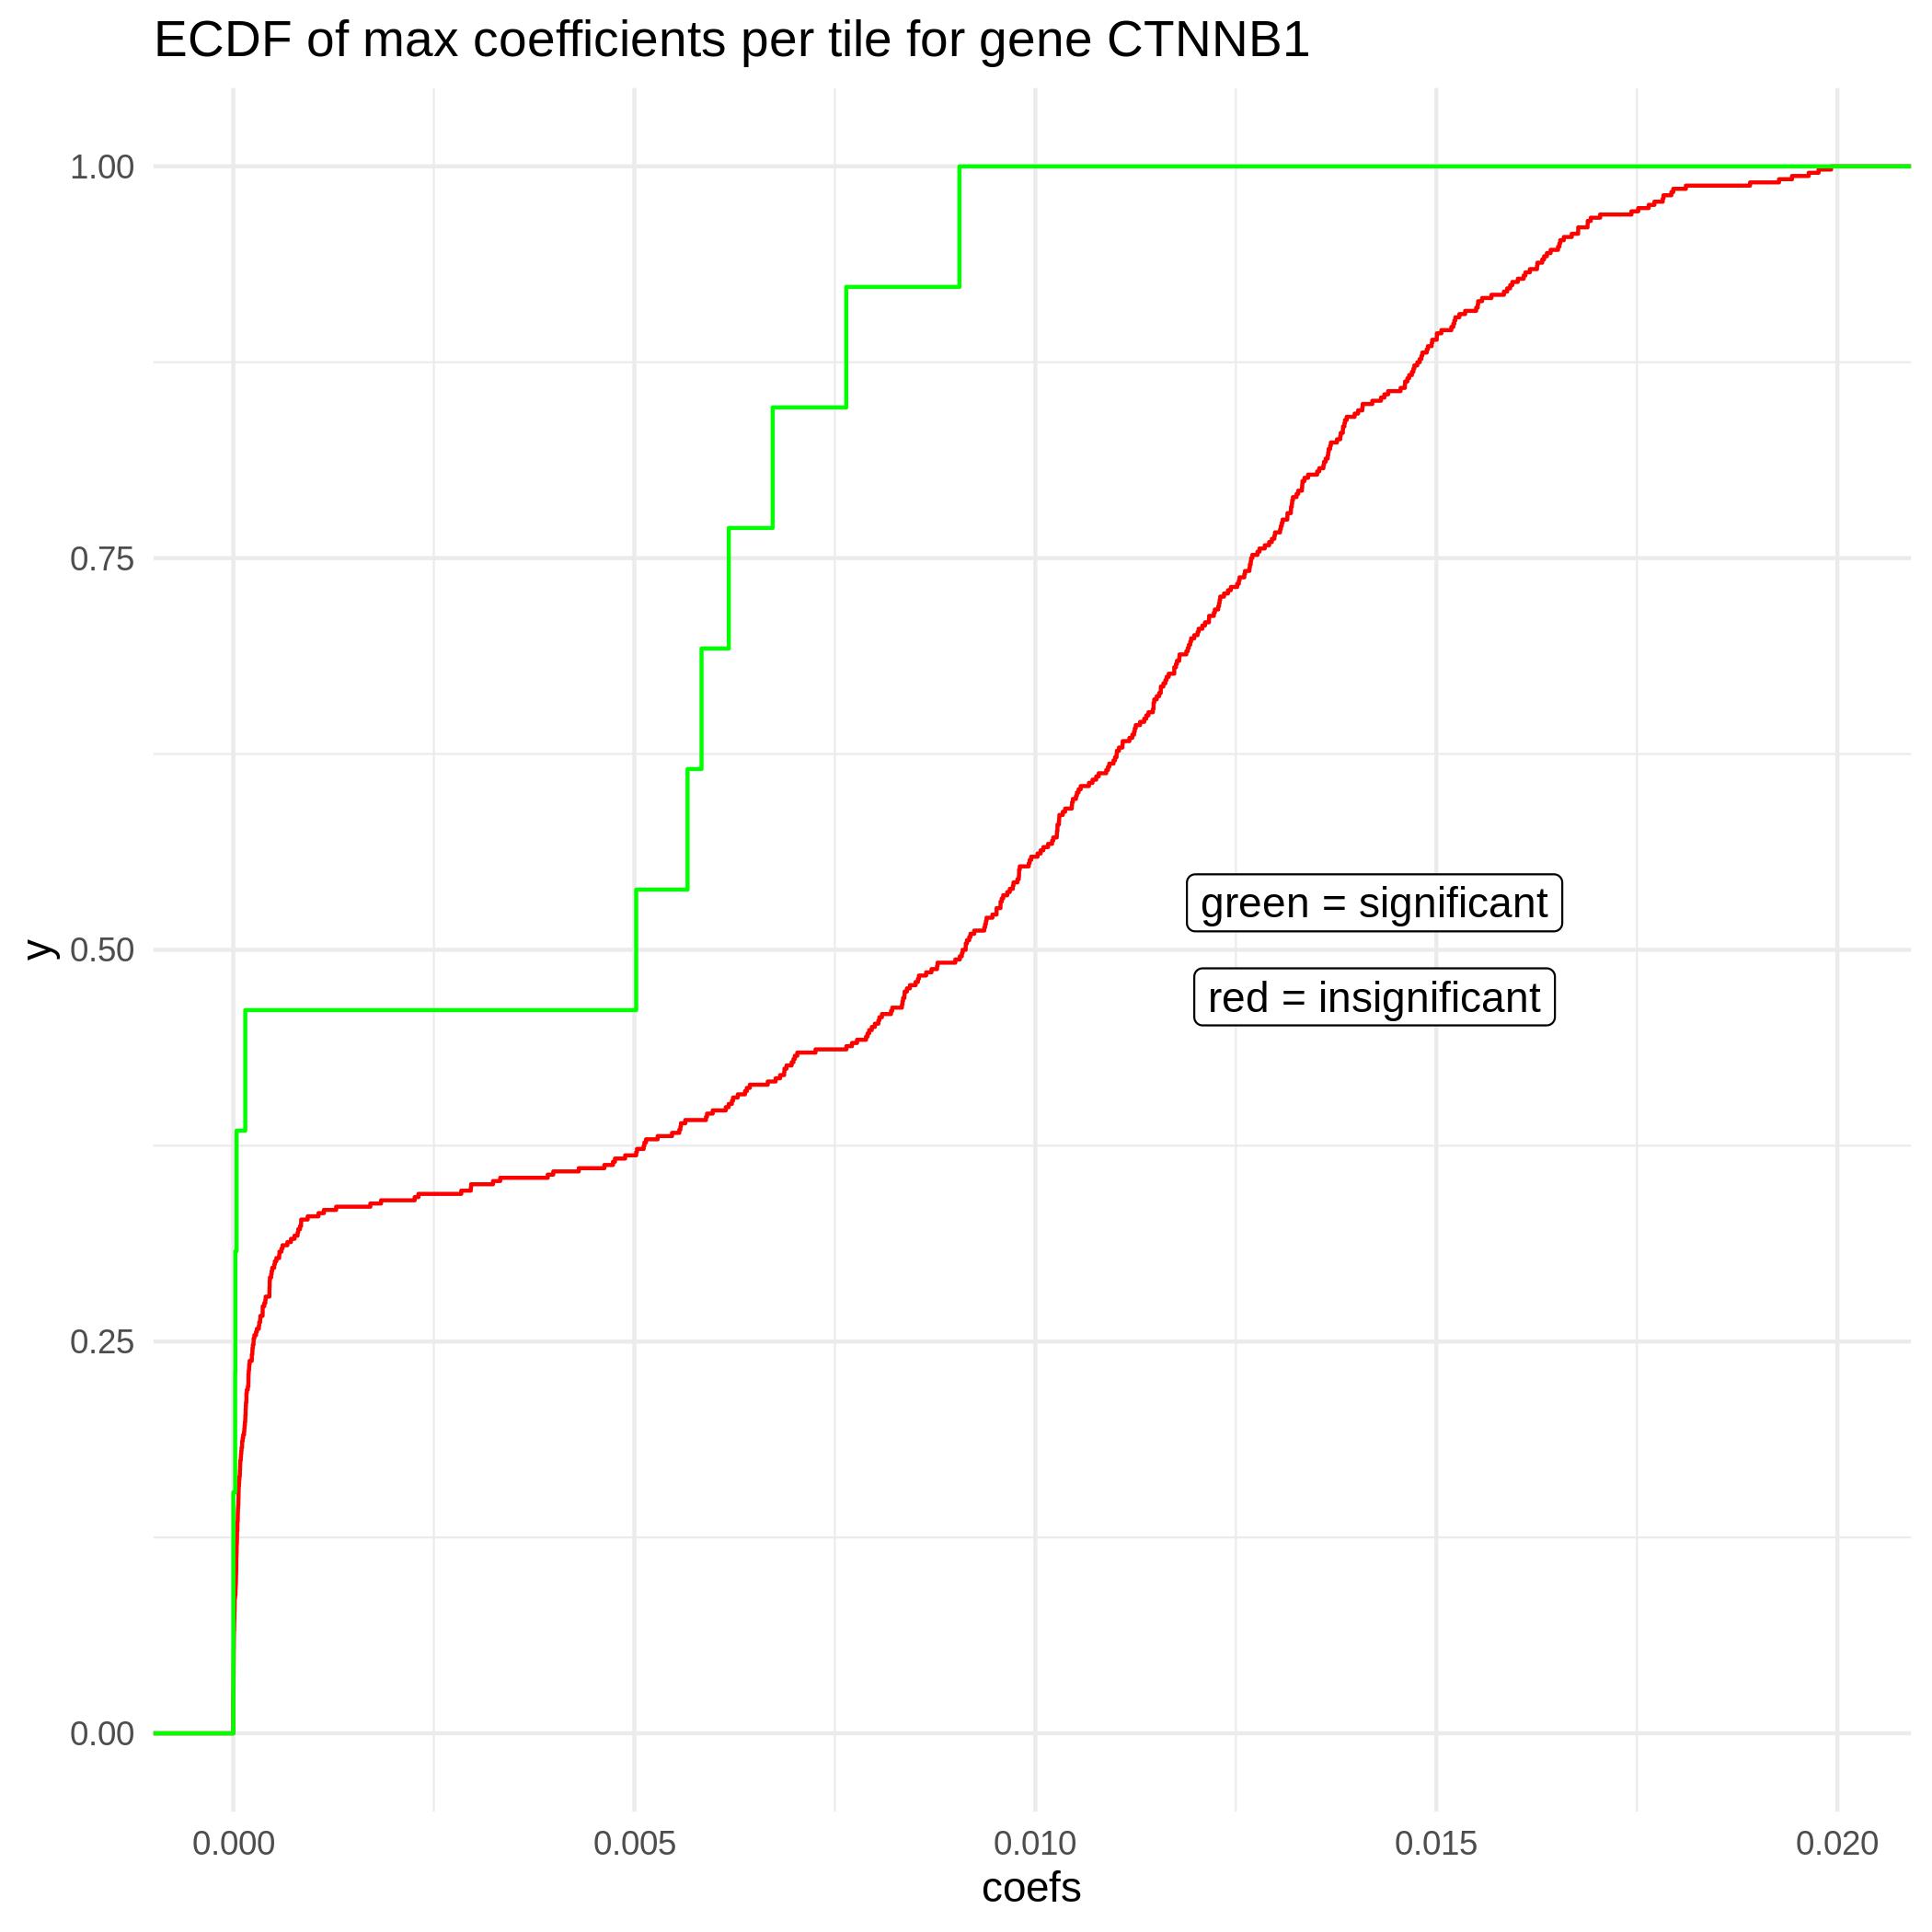 ECDF of max coefficients per tile for gene CTNNB1
1.00
0.75
0.50
0.25
0.00
y
green = significant
red = insignificant
0.000 0.005 0.010 0.015 0.020
coefs